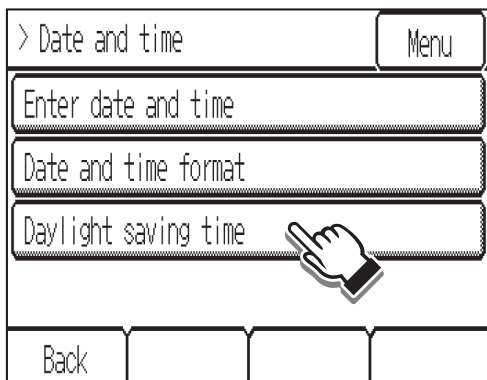 > Date and time
Menu
Enter date and time
Date and time format
Daylight saving time
Back